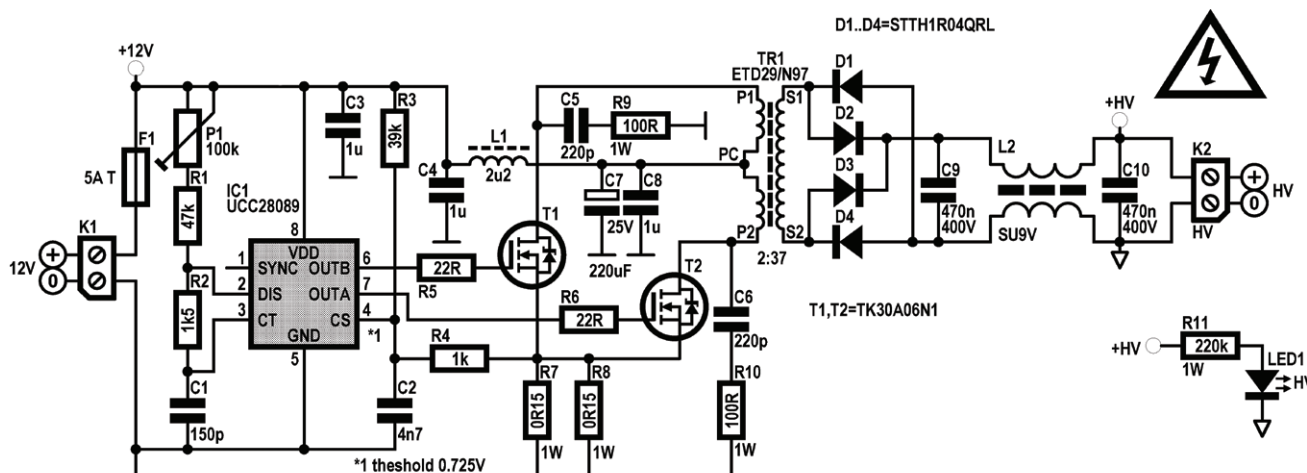 D1..D4=STTH1R04QRL
+12V
TR1
ETD29/N97
D1
P1
S1
C3
1u
R3
39k
C5
220p
R9
100R
1W
D2
+HV
F1
5A T
P1
100k
L1
2u2
PC
D3
L2
C10
470n
400V
K2
+
0
HV
HV
R1
47k
IC1
UCC28089
C4
1u
C7
25V
220uF
C8
1u
C9
470n
400V
D4
SU9V
K1
12V
+
0
8
VDD
T1
P2
S2
2:37
1
SYNC
OUTB
6
22R
R5
T2
R2
1k5
2
DIS
OUTA
7
R6
22R
C6
220p
T1,T2=TK30A06N1
3
CT
CS
4
*1
GND
5
R4
1k
R11
220k
1W
+HV
LED1
HV
C1
150p
C2
4n7
R7
0R15
1W
R8
0R15
1W
R10
100R
1W
*1 theshold 0.725V